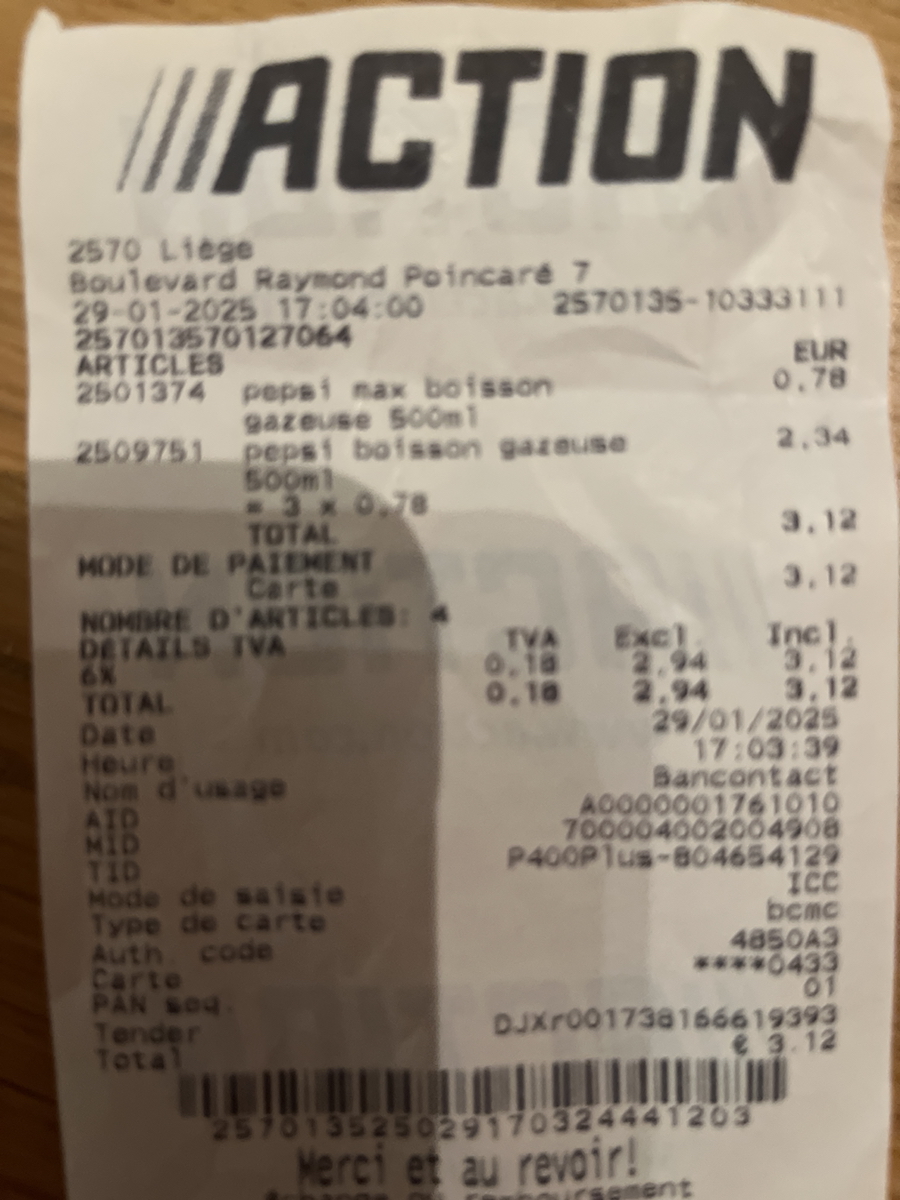 ACTION
2570 Liège
Boulevard Raymond Poincaré 7
29-01-2025 17:04:00 2570135-10333111
257013570127064
ARTICLES EUR
2501374 pepsi max boisson 0,78
gazeuse 500ml
2509751 pepsi boisson gazeuse 2,34
500ml
= 3 x 0,78
TOTAL 3,12
MODE DE PAIEMENT
Carte 3,12
NOMBRE D'ARTICLES: 4
DETAILS TVA TVA Excl. Incl.
6% 0,18 2,94 3,12
TOTAL 0,18 2,94 3,12
Date 29/01/2025
Heure 17:03:39
Nom d'usage Bancontact
AID A0000001761010
MID 700004002004908
TID P400Plus-804654129
Mode de saisie ICC
Type de carte bcmc
Auth. code 4850A3
Carte ****0433
PAN seq. 01
Tender DJXr001738166619393
Total € 3.12
257013525029170324441203
Merci et au revoir!
échange ou remboursement